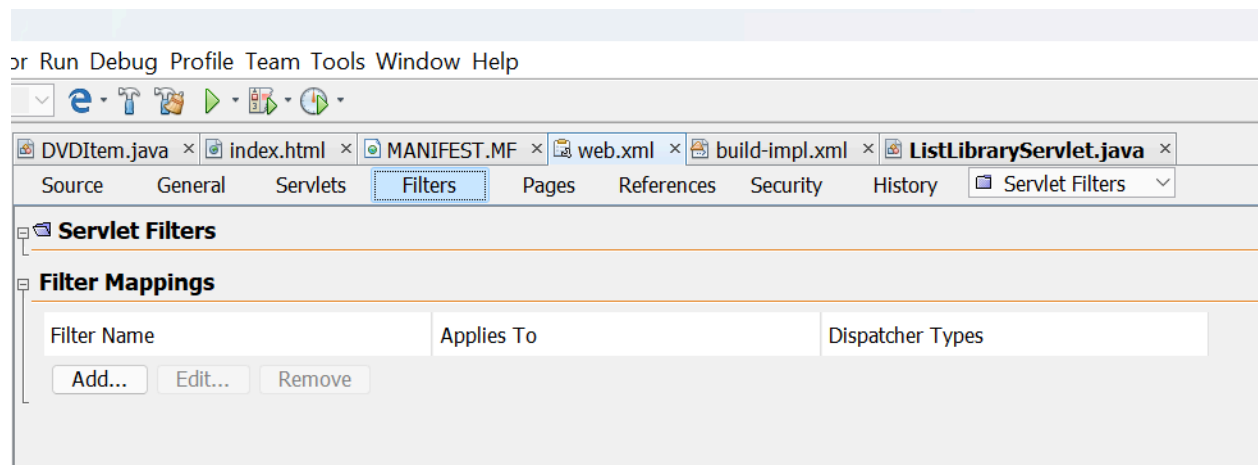 or Run Debug Profile Team Tools Window Help
DVDItem.java index.html MANIFEST.MF web.xml build-impl.xml ListLibraryServlet.java
Source General Servlets Filters Pages References Security History Servlet Filters
Servlet Filters
Filter Mappings
Filter Name Applies To Dispatcher Types
Add... Edit... Remove